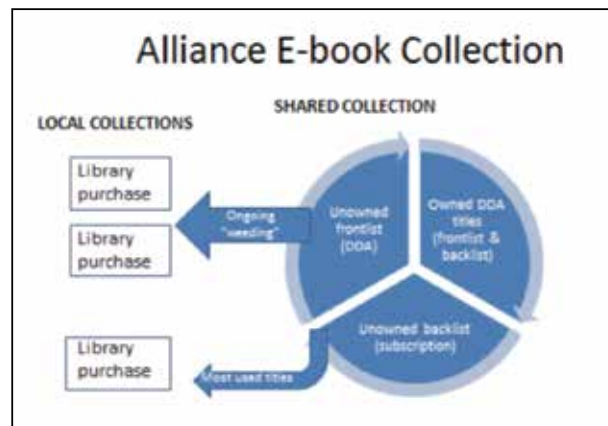 Alliance E-book Collection
SHARED COLLECTION
LOCAL COLLECTIONS
Library
purchase
Library
purchase
Library
purchase
Ongoing
"weeding"
Most used titles
Unowned
frontlist
(DDA)
Owned DDA
titles
(frontlist &
backlist)
Unowned backlist
(subscription)